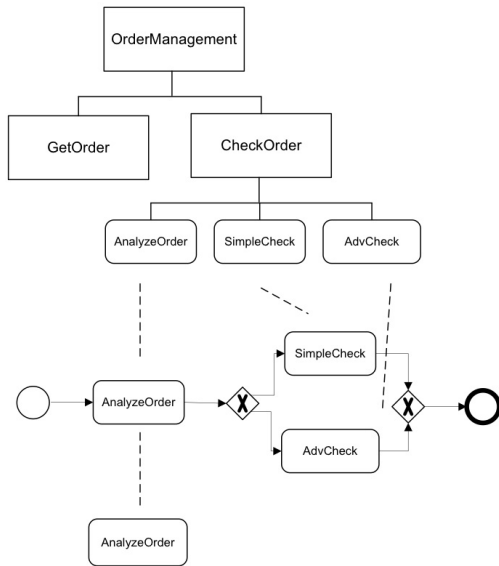 OrderManagement
GetOrder
CheckOrder
AnalyzeOrder
SimpleCheck
AdvCheck
SimpleCheck
AnalyzeOrder
X
X
AdvCheck
AnalyzeOrder